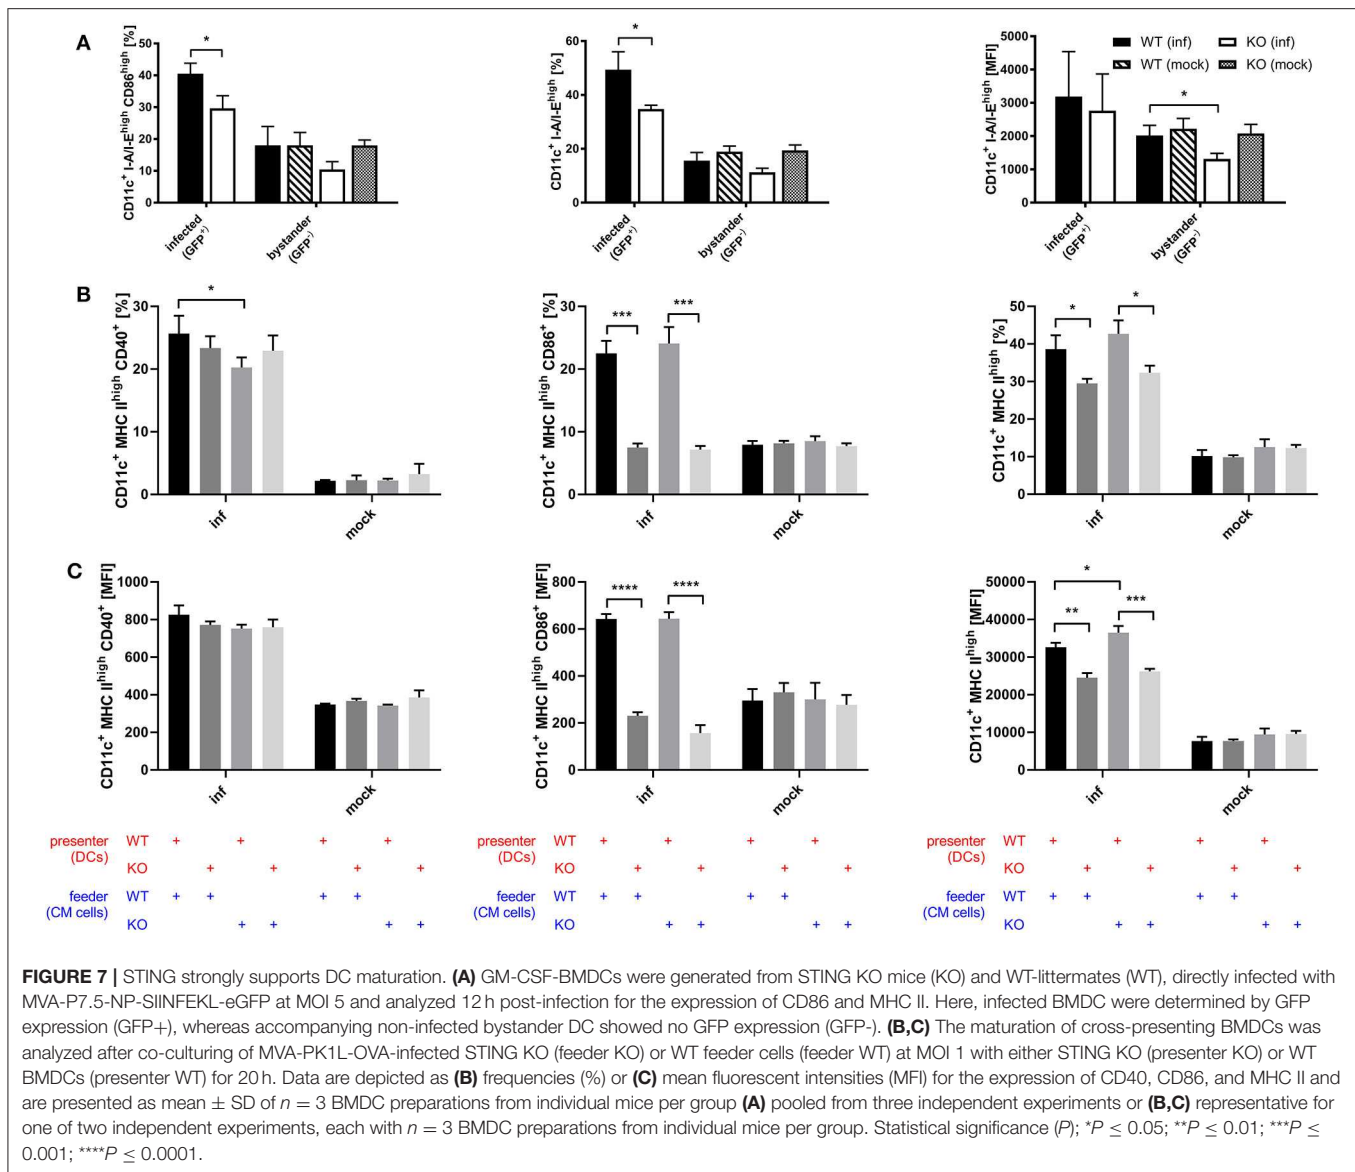 A
CD11c+ I-A/I-Ehigh CD86high [%]
50
40
30
20
10
0
*
infected (GFP+)
bystander (GFP-)
CD11c+ I-A/I-Ehigh [%]
60
40
20
0
*
infected (GFP+)
bystander (GFP-)
CD11c+ I-A/I-Ehigh [MFI]
5000
4000
3000
2000
1000
0
*
WT (inf) KO (inf)
WT (mock) KO (mock)
infected (GFP+)
bystander (GFP-)
B
CD11c+ MHC IIhigh CD40+ [%]
30
20
10
0
*
inf
mock
CD11c+ MHC IIhigh CD86+ [%]
30
20
10
0
*** ***
inf
mock
CD11c+ MHC IIhigh [%]
50
40
30
20
10
0
* *
inf
mock
C
CD11c+ MHC IIhigh CD40+ [MFI]
1000
800
600
400
200
0
inf
mock
CD11c+ MHC IIhigh CD86+ [MFI]
800
600
400
200
0
**** ****
inf
mock
CD11c+ MHC IIhigh [MFI]
50000
40000
30000
20000
10000
0
*
** ***
inf
mock
presenter (DCs) WT + + + +
KO + + + +
feeder (CM cells) WT + + + +
KO + + + +
presenter (DCs) WT + + + +
KO + + + +
feeder (CM cells) WT + + + +
KO + + + +
presenter (DCs) WT + + + +
KO + + + +
feeder (CM cells) WT + + + +
KO + + + +
FIGURE 7 | STING strongly supports DC maturation. (A) GM-CSF-BMDCs were generated from STING KO mice (KO) and WT-littermates (WT), directly infected with
MVA-P7.5-NP-SIINFEKL-eGFP at MOI 5 and analyzed 12 h post-infection for the expression of CD86 and MHC II. Here, infected BMDC were determined by GFP
expression (GFP+), whereas accompanying non-infected bystander DC showed no GFP expression (GFP-). (B,C) The maturation of cross-presenting BMDCs was
analyzed after co-culturing of MVA-PK1L-OVA-infected STING KO (feeder KO) or WT feeder cells (feeder WT) at MOI 1 with either STING KO (presenter KO) or WT
BMDCs (presenter WT) for 20 h. Data are depicted as (B) frequencies (%) or (C) mean fluorescent intensities (MFI) for the expression of CD40, CD86, and MHC II and
are presented as mean ± SD of n = 3 BMDC preparations from individual mice per group (A) pooled from three independent experiments or (B,C) representative for
one of two independent experiments, each with n = 3 BMDC preparations from individual mice per group. Statistical significance (P); *P ≤ 0.05; **P ≤ 0.01; ***P ≤
0.001; ****P ≤ 0.0001.